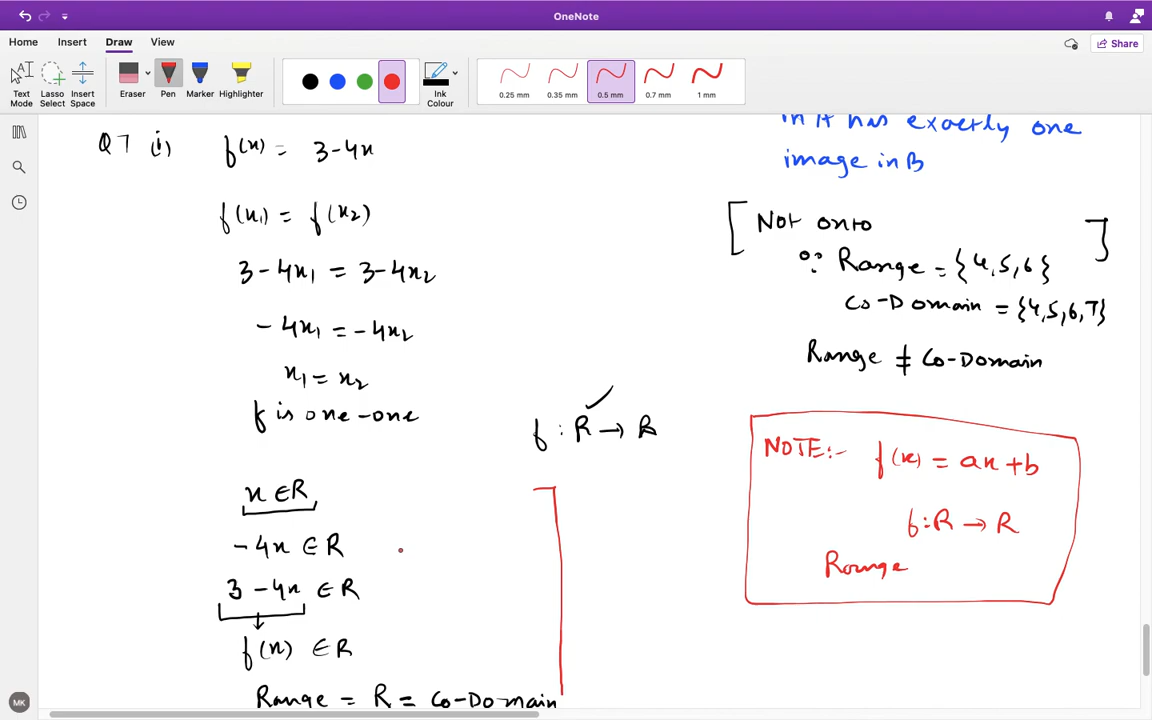 OneNote
Home Insert Draw View
Share
Text Mode
Lasso Select
Insert Space
Eraser
Pen
Marker
Highlighter
Ink Colour
0.25 mm
0.35 mm
0.5 mm
0.7 mm
1 mm
Q7 (i) f(x) = 3-4x
f(x₁) = f(x₂)
3-4x₁ = 3-4x₂
-4x₁ = -4x₂
x₁ = x₂
f is one-one
f : R → R
x ∈ R
-4x ∈ R
3-4x ∈ R
f(x) ∈ R
Range = R = Co-Domain
in A has exactly one
image in B
[Not onto]
∵ Range = {4,5,6}
Co-Domain = {4,5,6,7}
Range ≠ Co-Domain
NOTE:- f(x) = ax+b
f:R → R
Range
MK